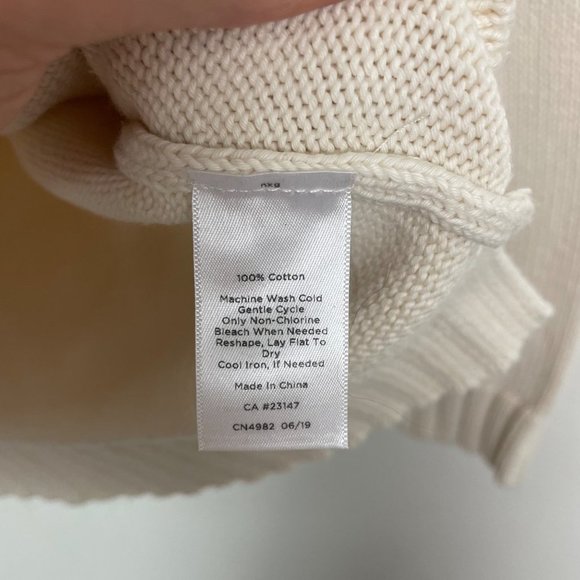 100% Cotton
Machine Wash Cold
Gentle Cycle
Only Non-Chlorine
Bleach When Needed
Reshape, Lay Flat To
Dry
Cool Iron, If Needed
Made In China
CA #23147
CN4982 06/19